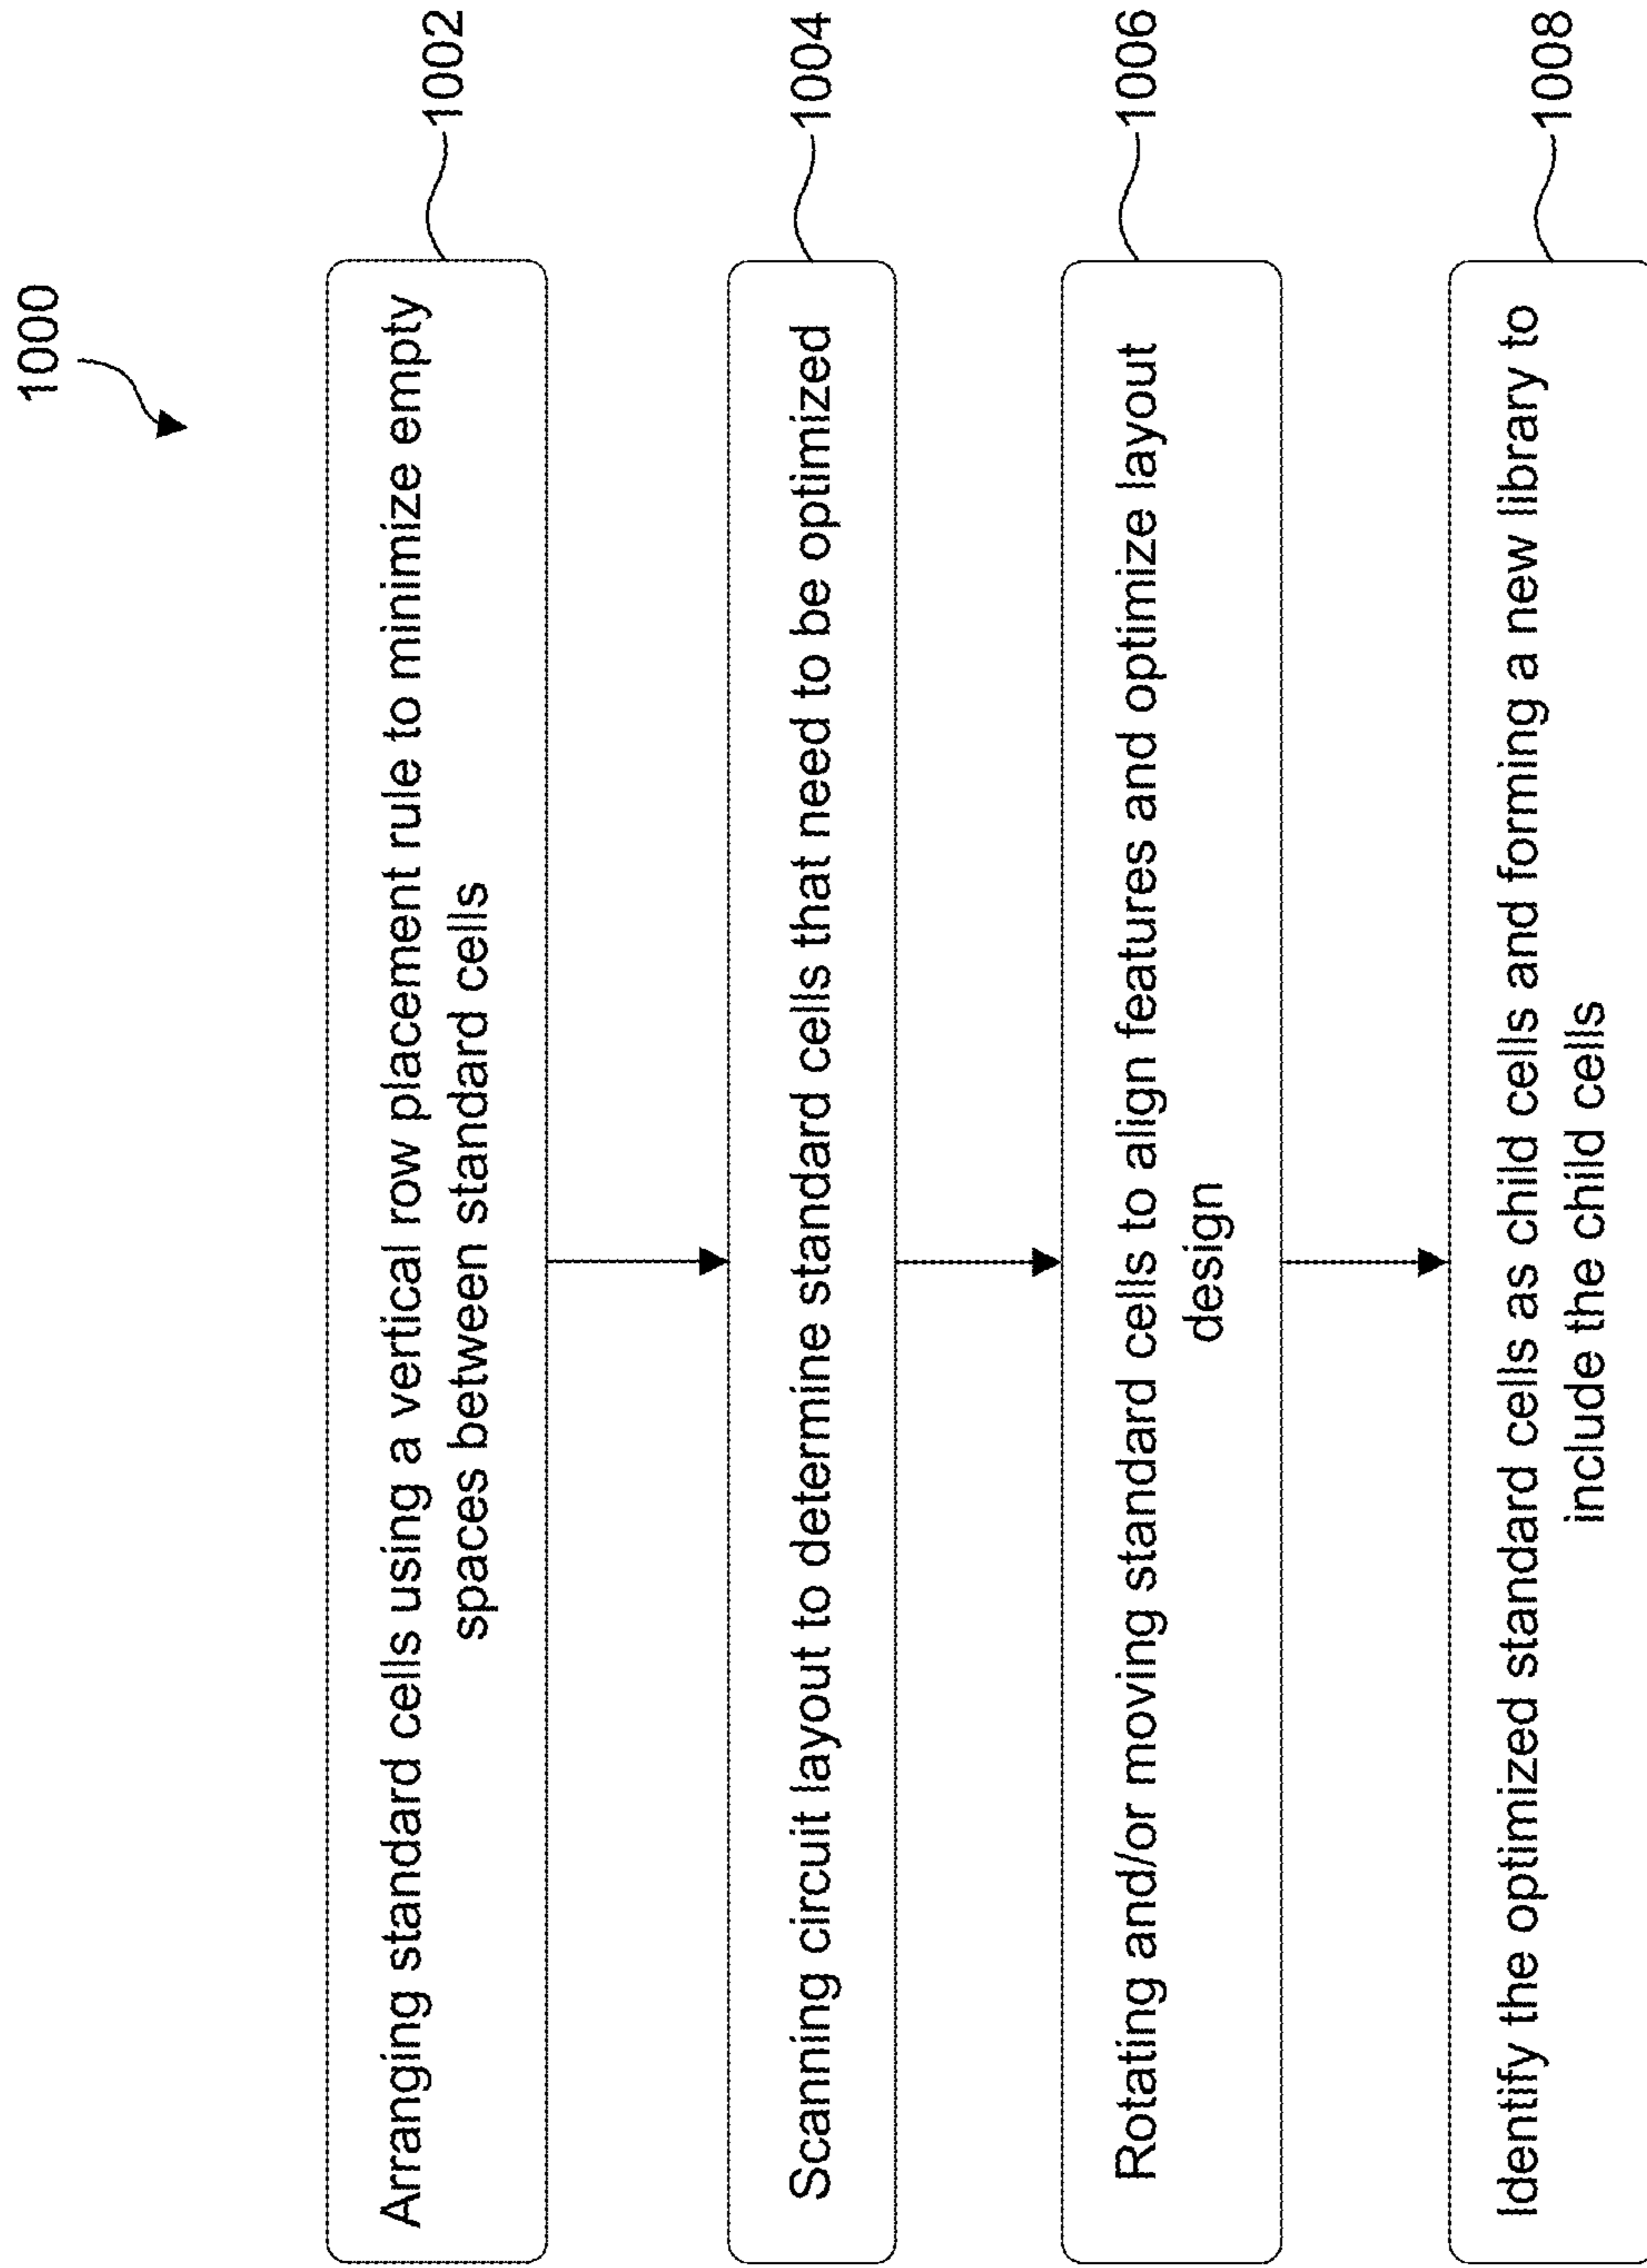 1000
Arranging standard cells using a vertical row placement rule to minimize empty
spaces between standard cells
1002
Scanning circuit layout to determine standard cells that need to be optimized
1004
Rotating and/or moving standard cells to align features and optimize layout
design
1006
Identify the optimized standard cells as child cells and forming a new library to
include the child cells
1008